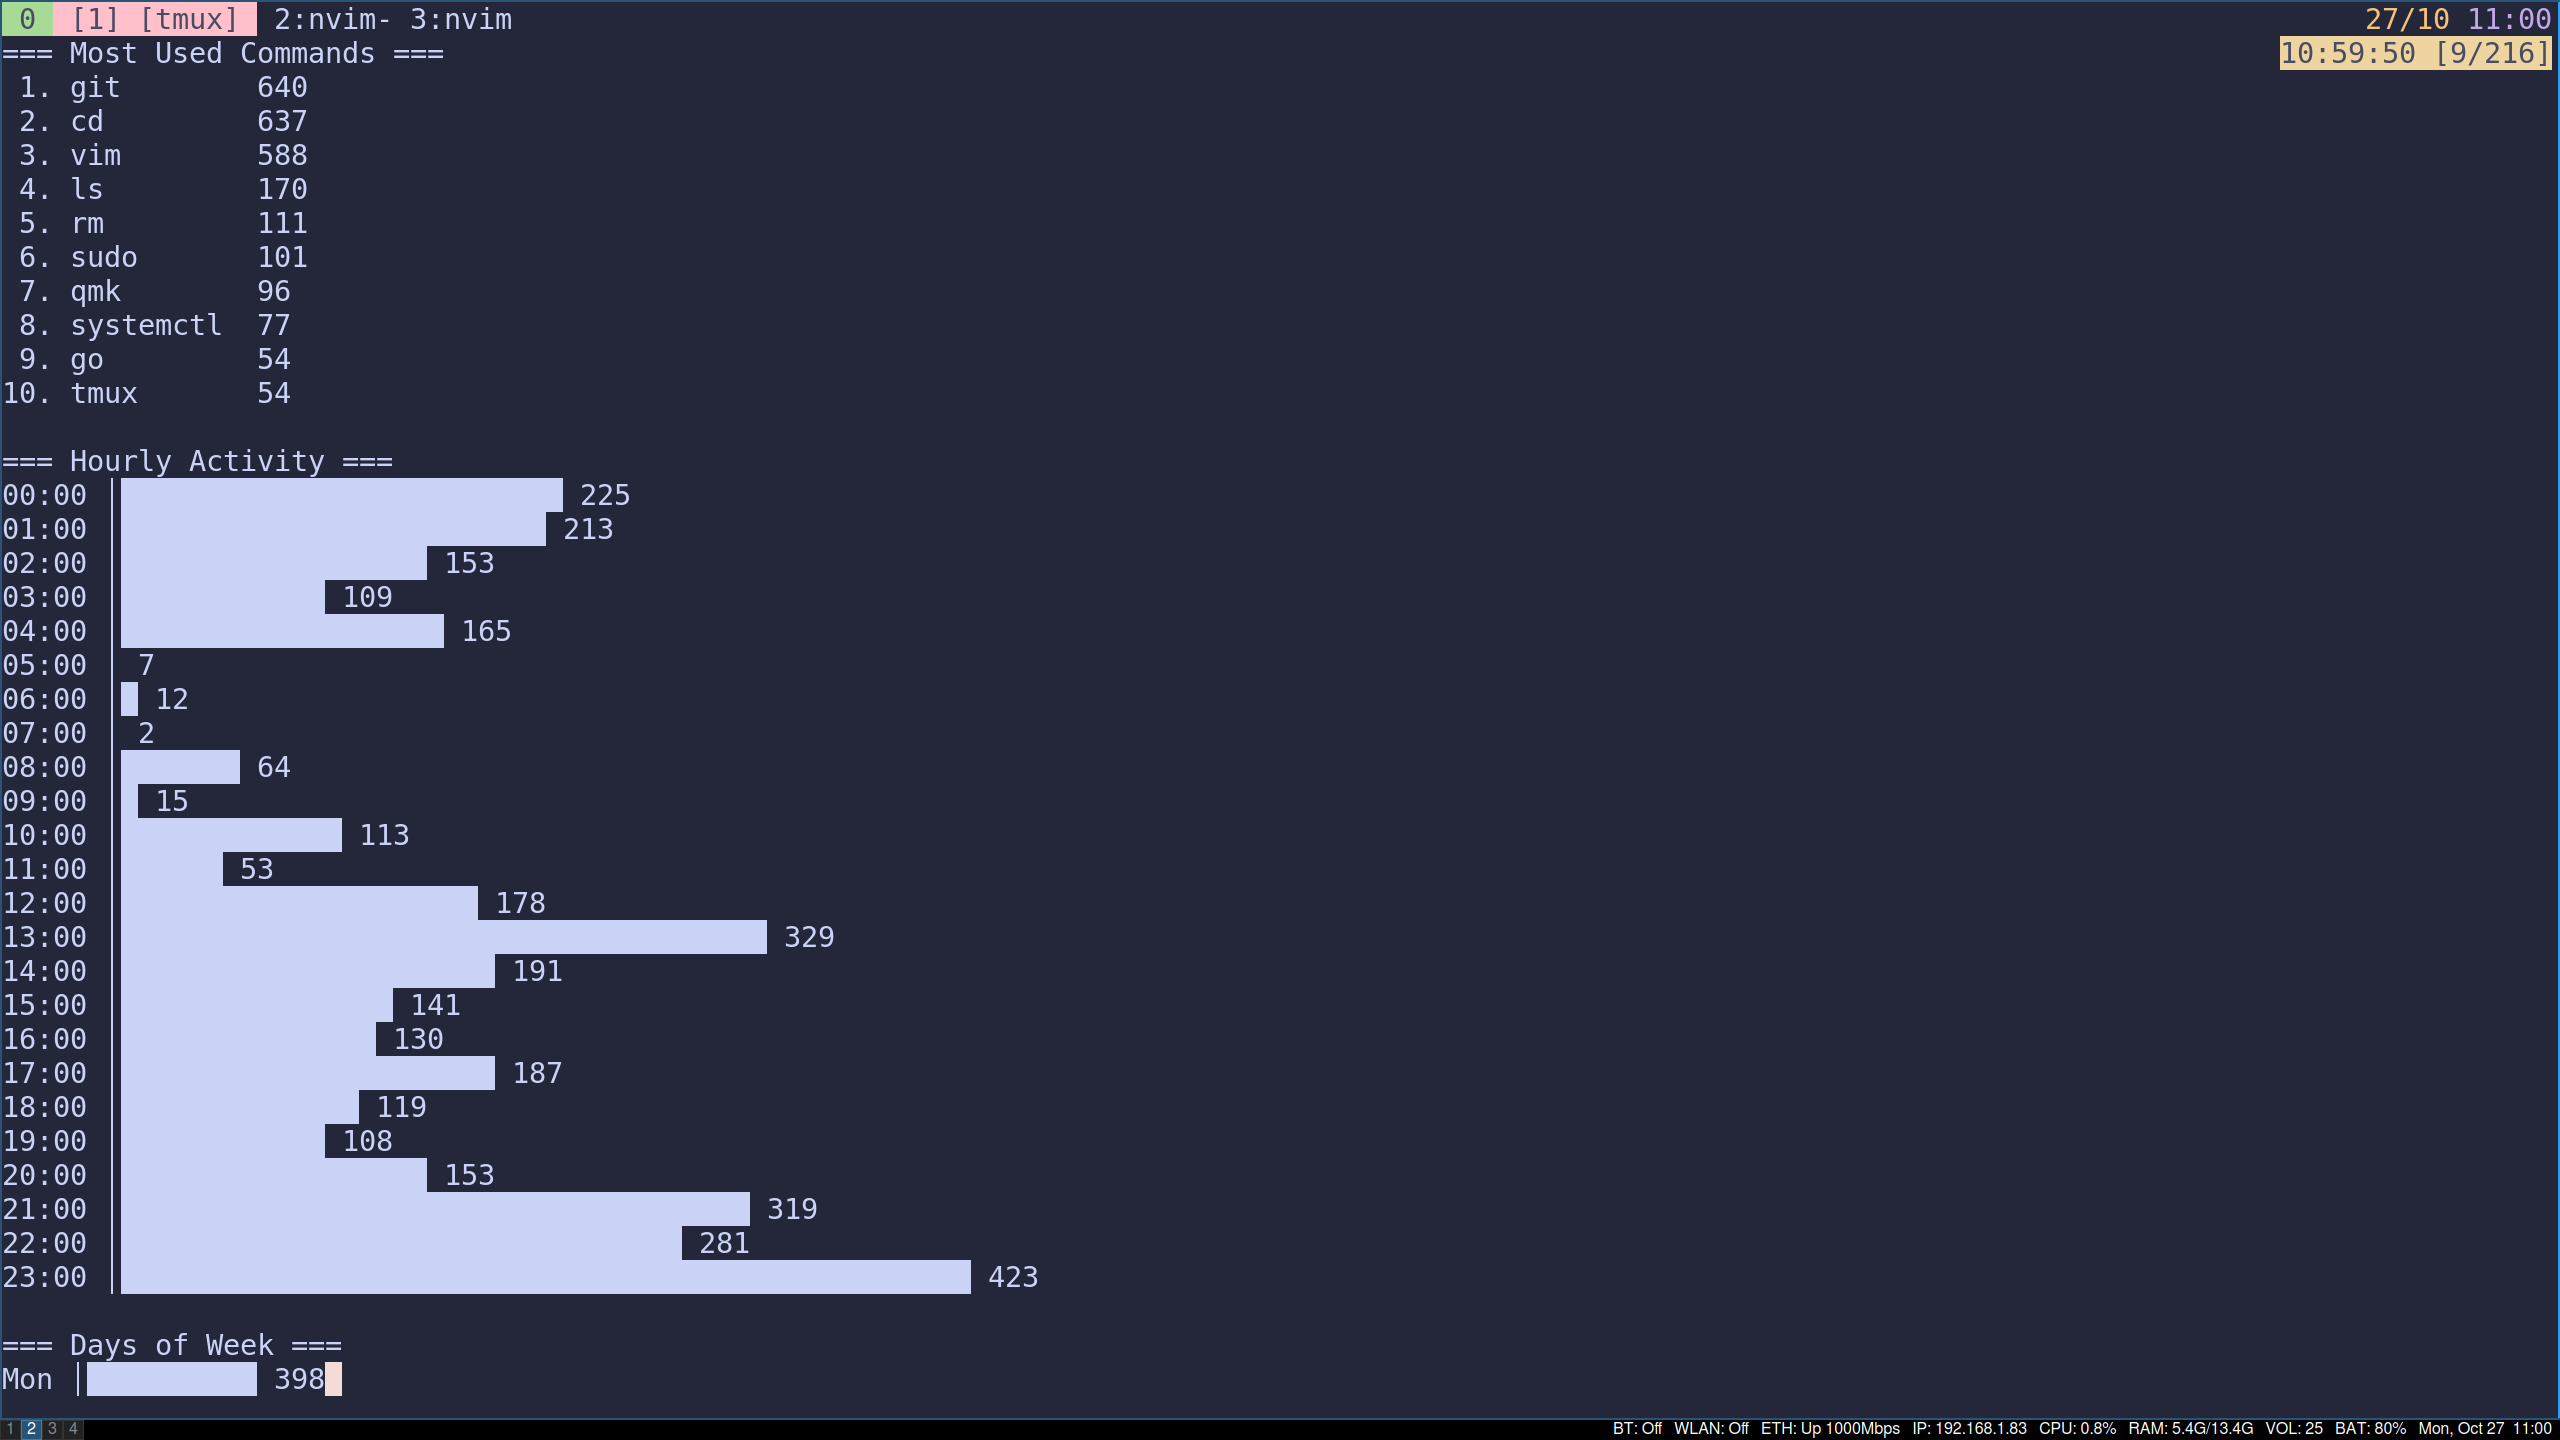 0 [1] [tmux] 2:nvim- 3:nvim 27/10 11:00
=== Most Used Commands === 10:59:50 [9/216]
1. git 640
2. cd 637
3. vim 588
4. ls 170
5. rm 111
6. sudo 101
7. qmk 96
8. systemctl 77
9. go 54
10. tmux 54
=== Hourly Activity ===
00:00 | 225
01:00 | 213
02:00 | 153
03:00 | 109
04:00 | 165
05:00 | 7
06:00 | 12
07:00 | 2
08:00 | 64
09:00 | 15
10:00 | 113
11:00 | 53
12:00 | 178
13:00 | 329
14:00 | 191
15:00 | 141
16:00 | 130
17:00 | 187
18:00 | 119
19:00 | 108
20:00 | 153
21:00 | 319
22:00 | 281
23:00 | 423
=== Days of Week ===
Mon | 398
1 2 3 4 BT: Off WLAN: Off ETH: Up 1000Mbps IP: 192.168.1.83 CPU: 0.8% RAM: 5.4G/13.4G VOL: 25 BAT: 80% Mon, Oct 27 11:00